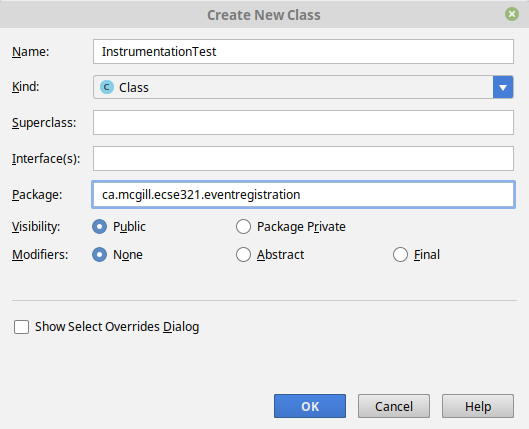 Create New Class
Name: InstrumentationTest
Kind: C Class
Superclass:
Interface(s):
Package: ca.mcgill.ecse321.eventregistration
Visibility: Public Package Private
Modifiers: None Abstract Final
Show Select Overrides Dialog
OK Cancel Help